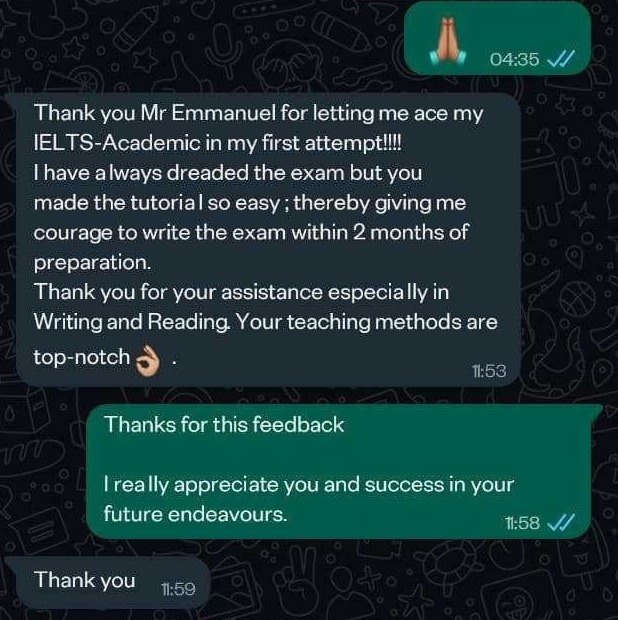 🙏🏽 04:35
Thank you Mr Emmanuel for letting me ace my
IELTS-Academic in my first attempt!!!!
I have always dreaded the exam but you
made the tutorial so easy ; thereby giving me
courage to write the exam within 2 months of
preparation.
Thank you for your assistance especially in
Writing and Reading. Your teaching methods are
top-notch 👌🏽 .
11:53
Thanks for this feedback
I really appreciate you and success in your
future endeavours.
11:58
Thank you 11:59